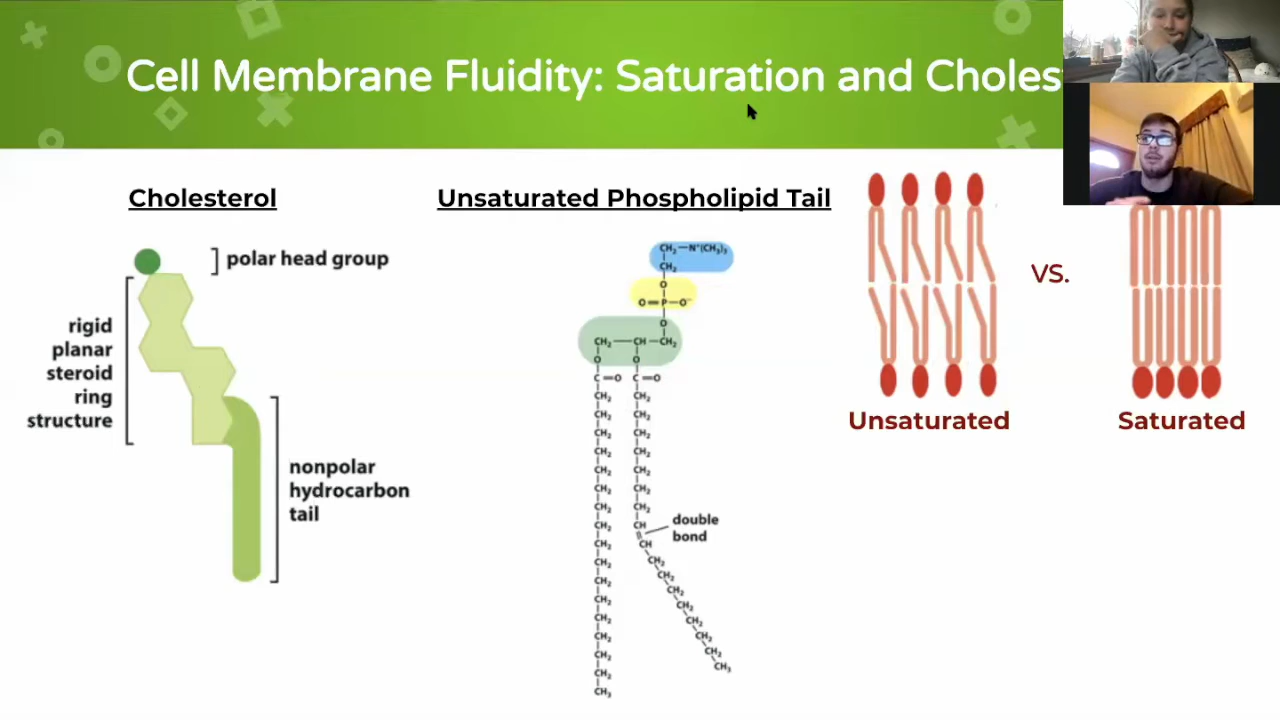 Cell Membrane Fluidity: Saturation and Choles
Cholesterol
polar head group
rigid
planar
steroid
ring
structure
nonpolar
hydrocarbon
tail
Unsaturated Phospholipid Tail
CH₂—N⁺(CH₃)₃
CH₂
O
O=P—O⁻
O
CH₂—CH—CH₂
O O
C=O C=O
CH₂ CH₂
CH₂ CH₂
CH₂ CH₂
CH₂ CH₂
CH₂ CH₂
CH₂ CH₂
CH₂ CH₂
CH₂ CH
CH₂ CH
CH₂ CH₂
CH₂ CH₂
CH₂ CH₂
CH₂ CH₂
CH₂ CH₂
CH₂ CH₂
CH₂ CH₂
CH₃ CH₃
double
bond
VS.
Unsaturated
Saturated